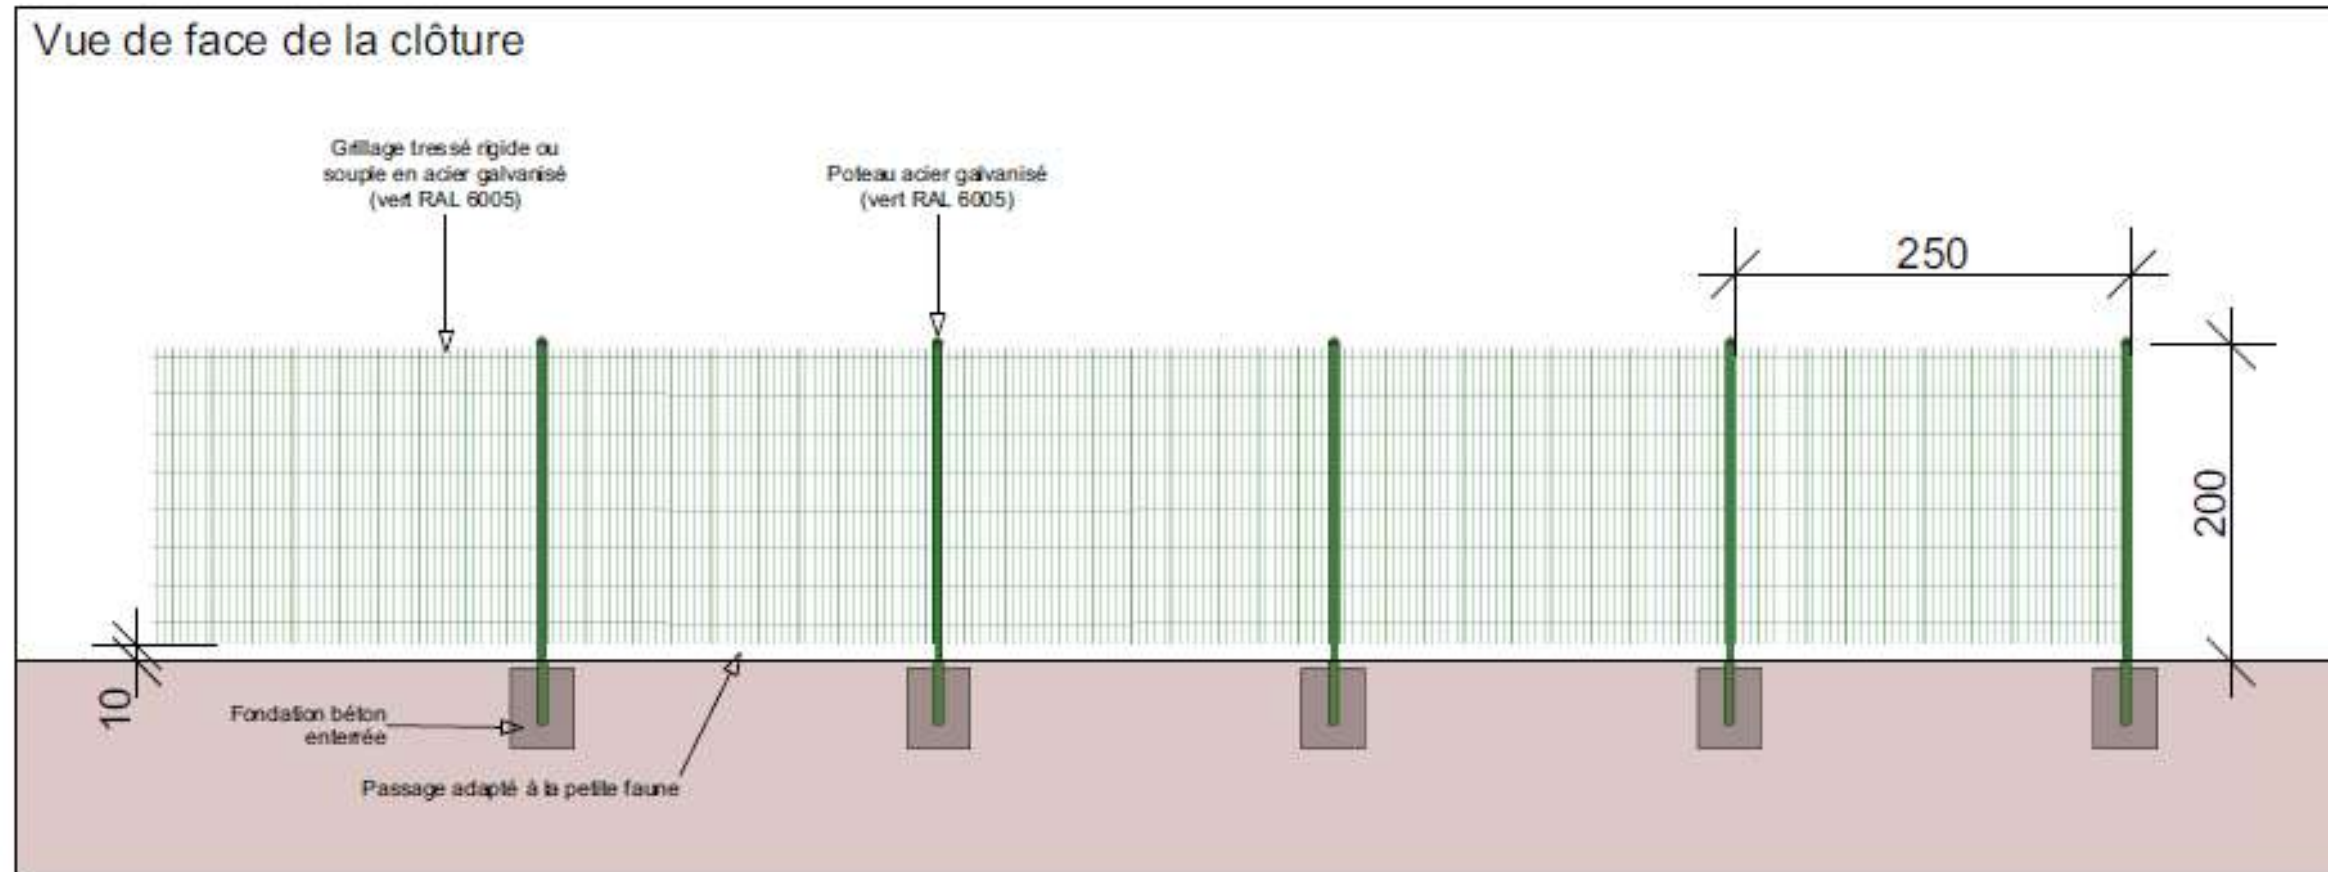 Vue de face de la clôture
Grillage tressé rigide ou
souple en acier galvanisé
(vert RAL 6005)
Poteau acier galvanisé
(vert RAL 6005)
250
200
10
Fondation béton
enterrée
Passage adapté à la petite faune